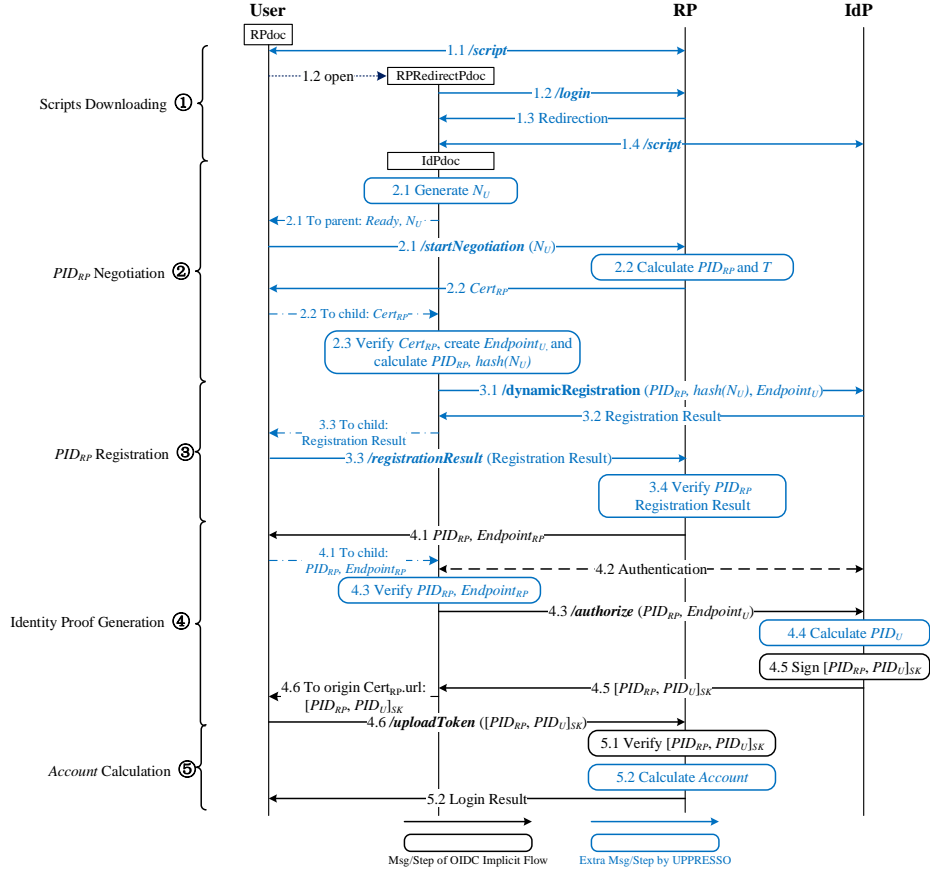 User RP IdP
RPdoc
1.1 /script
1.2 open RPRedirectPdoc
1.2 /login
Scripts Downloading ①
1.3 Redirection
1.4 /script
IdPdoc
2.1 Generate N_U
2.1 To parent: Ready, N_U
2.1 /startNegotiation (N_U)
2.2 Calculate PID_RP and T
PID_RP Negotiation ②
2.2 Cert_RP
2.2 To child: Cert_RP
2.3 Verify Cert_RP, create Endpoint_U, and
calculate PID_RP, hash(N_U)
3.1 /dynamicRegistration (PID_RP, hash(N_U), Endpoint_U)
3.2 Registration Result
3.3 To child:
Registration Result
PID_RP Registration ③
3.3 /registrationResult (Registration Result)
3.4 Verify PID_RP
Registration Result
4.1 PID_RP, Endpoint_RP
4.1 To child:
PID_RP, Endpoint_RP
4.2 Authentication
4.3 Verify PID_RP, Endpoint_RP
4.3 /authorize (PID_RP, Endpoint_U)
Identity Proof Generation ④
4.4 Calculate PID_U
4.5 Sign [PID_RP, PID_U]_SK
4.6 To origin Cert_RP.url:
[PID_RP, PID_U]_SK
4.5 [PID_RP, PID_U]_SK
4.6 /uploadToken ([PID_RP, PID_U]_SK)
5.1 Verify [PID_RP, PID_U]_SK
Account Calculation ⑤
5.2 Calculate Account
5.2 Login Result
Msg/Step of OIDC Implicit Flow
Extra Msg/Step by UPPRESSO